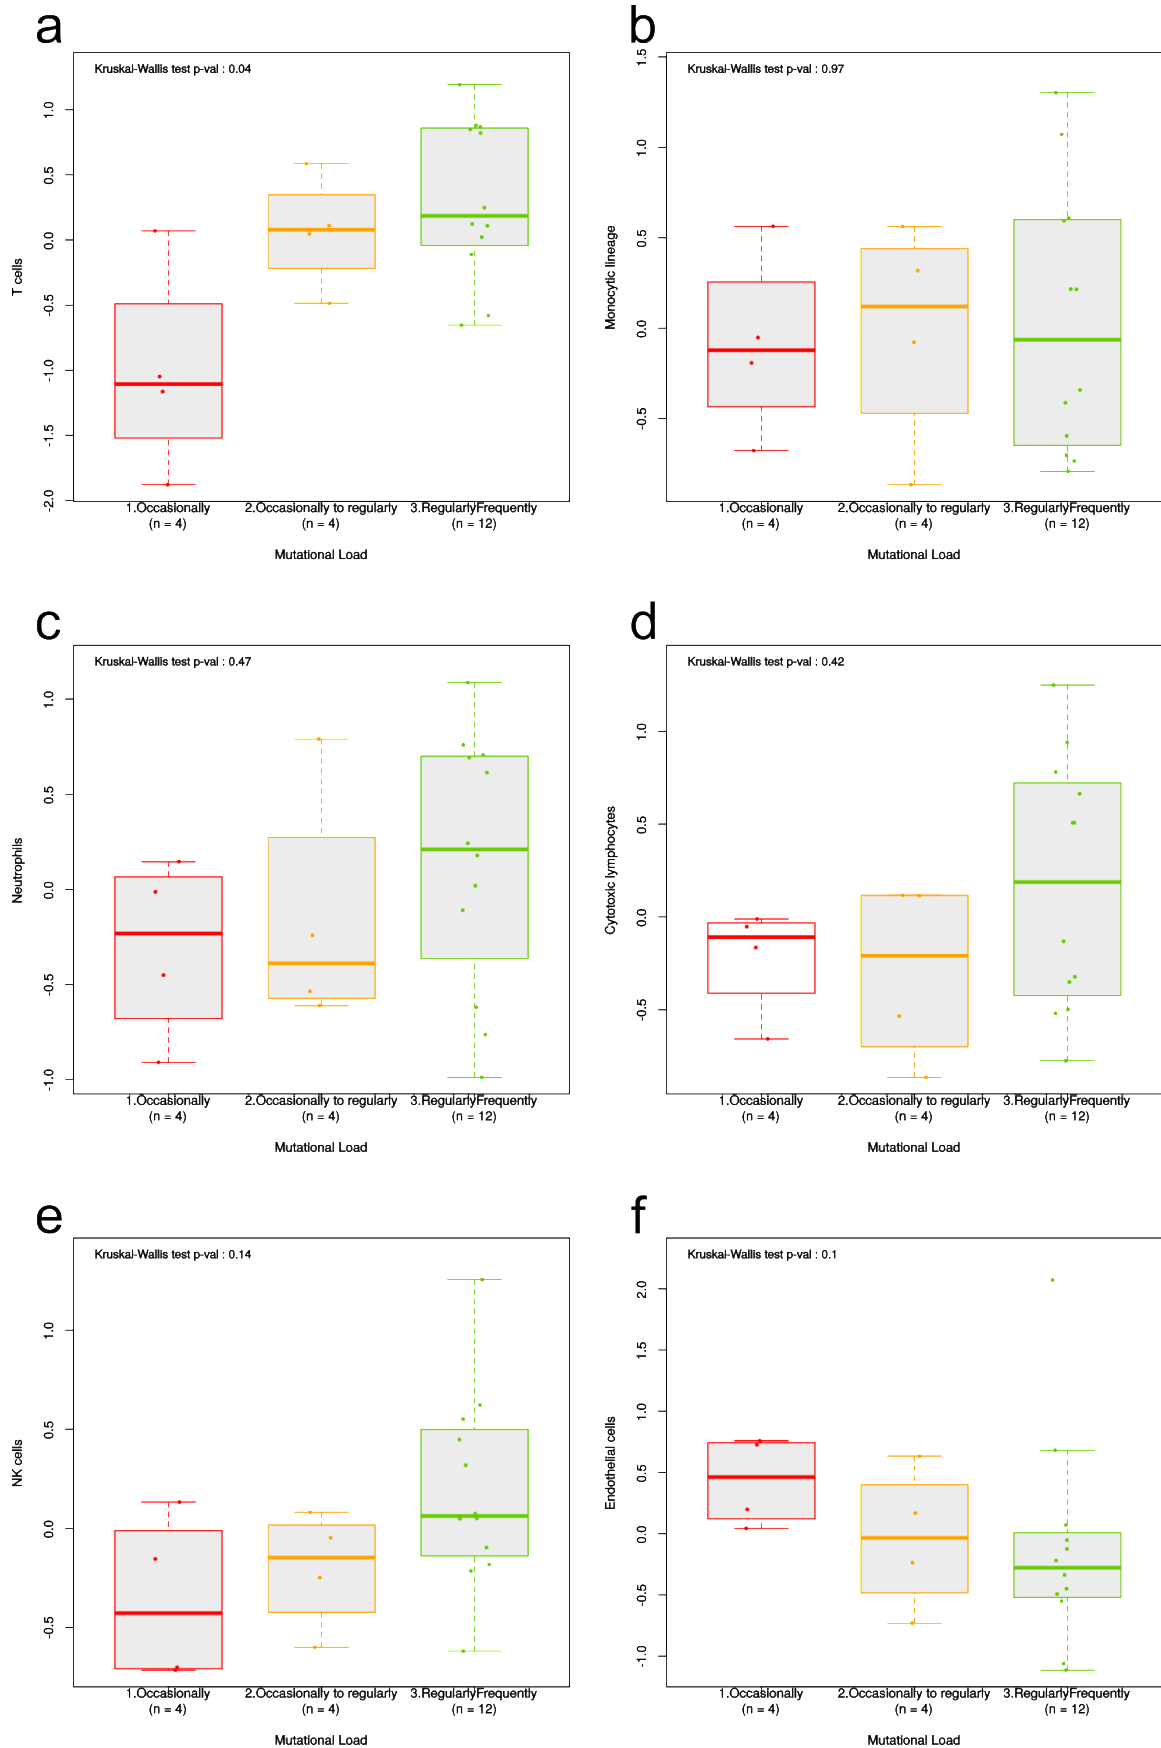 a
Kruskal-Wallis test p-val : 0.04
T cells
1.0
0.5
0.0
-0.5
-1.0
-1.5
-2.0
1.Occasionally
(n = 4)
2.Occasionally to regularly
(n = 4)
3.RegularlyFrequently
(n = 12)
Mutational Load
b
Kruskal-Wallis test p-val : 0.97
Monocytic lineage
1.5
1.0
0.5
0.0
-0.5
1.Occasionally
(n = 4)
2.Occasionally to regularly
(n = 4)
3.RegularlyFrequently
(n = 12)
Mutational Load
c
Kruskal-Wallis test p-val : 0.47
Neutrophils
1.0
0.5
0.0
-0.5
-1.0
1.Occasionally
(n = 4)
2.Occasionally to regularly
(n = 4)
3.RegularlyFrequently
(n = 12)
Mutational Load
d
Kruskal-Wallis test p-val : 0.42
Cytotoxic lymphocytes
1.0
0.5
0.0
-0.5
1.Occasionally
(n = 4)
2.Occasionally to regularly
(n = 4)
3.RegularlyFrequently
(n = 12)
Mutational Load
e
Kruskal-Wallis test p-val : 0.14
NK cells
1.0
0.5
0.0
-0.5
1.Occasionally
(n = 4)
2.Occasionally to regularly
(n = 4)
3.RegularlyFrequently
(n = 12)
Mutational Load
f
Kruskal-Wallis test p-val : 0.1
Endothelial cells
2.0
1.5
1.0
0.5
0.0
-0.5
-1.0
1.Occasionally
(n = 4)
2.Occasionally to regularly
(n = 4)
3.RegularlyFrequently
(n = 12)
Mutational Load